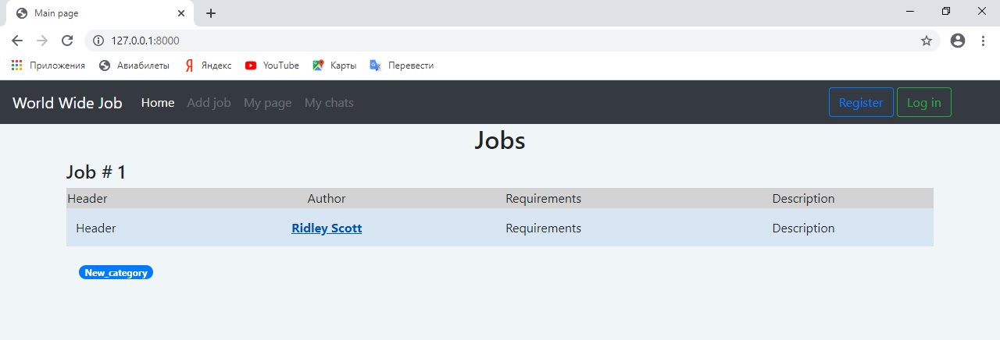 Main page
127.0.0.1:8000
Приложения Авиабилеты Яндекс YouTube Карты Перевести
World Wide Job Home Add job My page My chats Register Log in
Jobs
Job # 1
Header Author Requirements Description
Header Ridley Scott Requirements Description
New_category